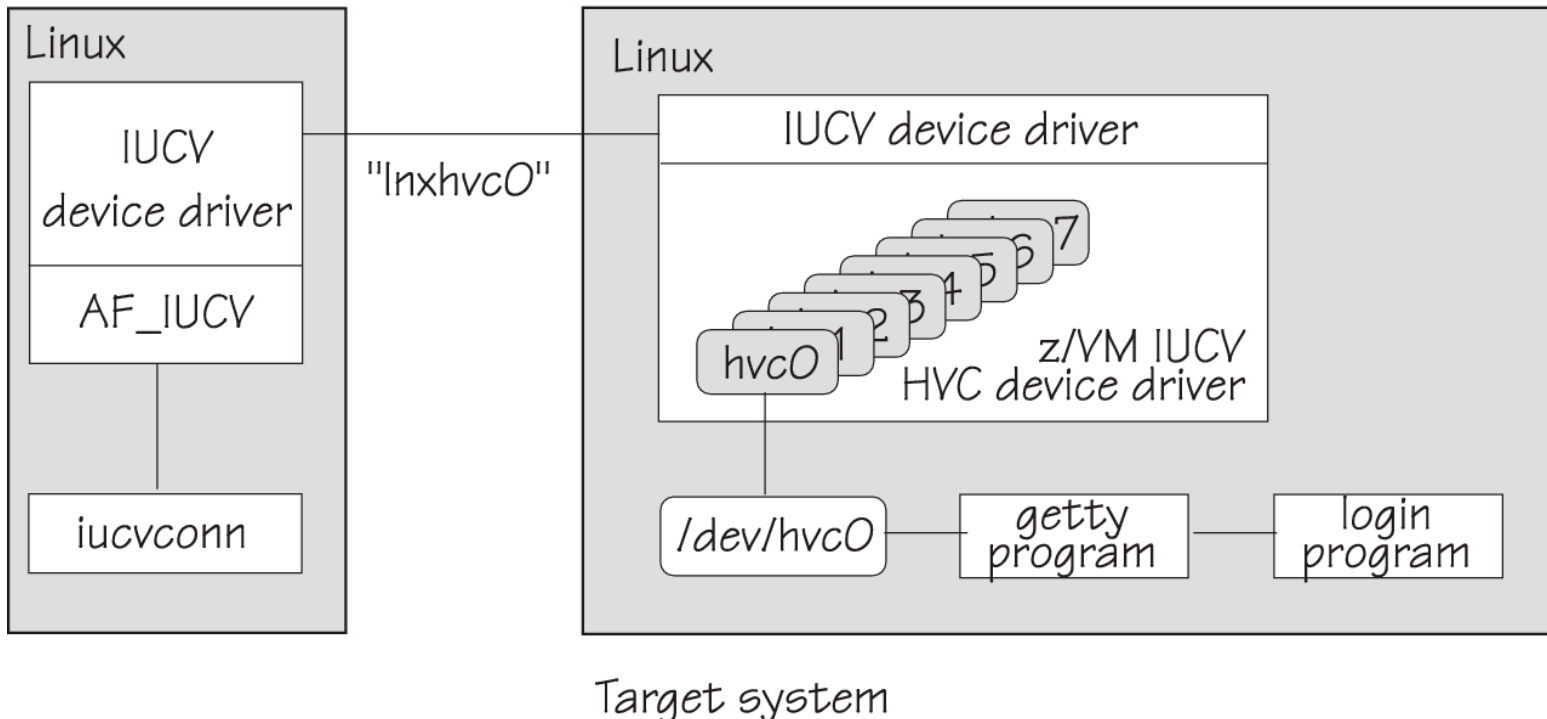 Linux
IUCV
device driver
AF_IUCV
iucvconn
"lnxhvc0"
Linux
IUCV device driver
7
6
5
4
3
2
1
hvc0
z/VM IUCV
HVC device driver
/dev/hvc0
getty
program
login
program
Target system